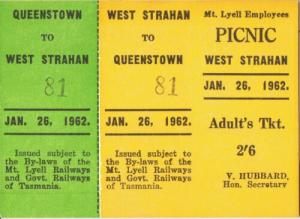 QUEENSTOWN
TO
WEST STRAHAN
81
JAN. 26, 1962.
Issued subject to
the By-laws of the
Mt. Lyell Railways
and Govt. Railways
of Tasmania.
WEST STRAHAN
TO
QUEENSTOWN
81
JAN. 26, 1962.
Issued subject to
the By-laws of the
Mt. Lyell Railways
and Govt. Railways
of Tasmania.
Mt. Lyell Employees
PICNIC
WEST STRAHAN
JAN. 26, 1962.
Adult's Tkt.
2/6
V. HUBBARD,
Hon. Secretary